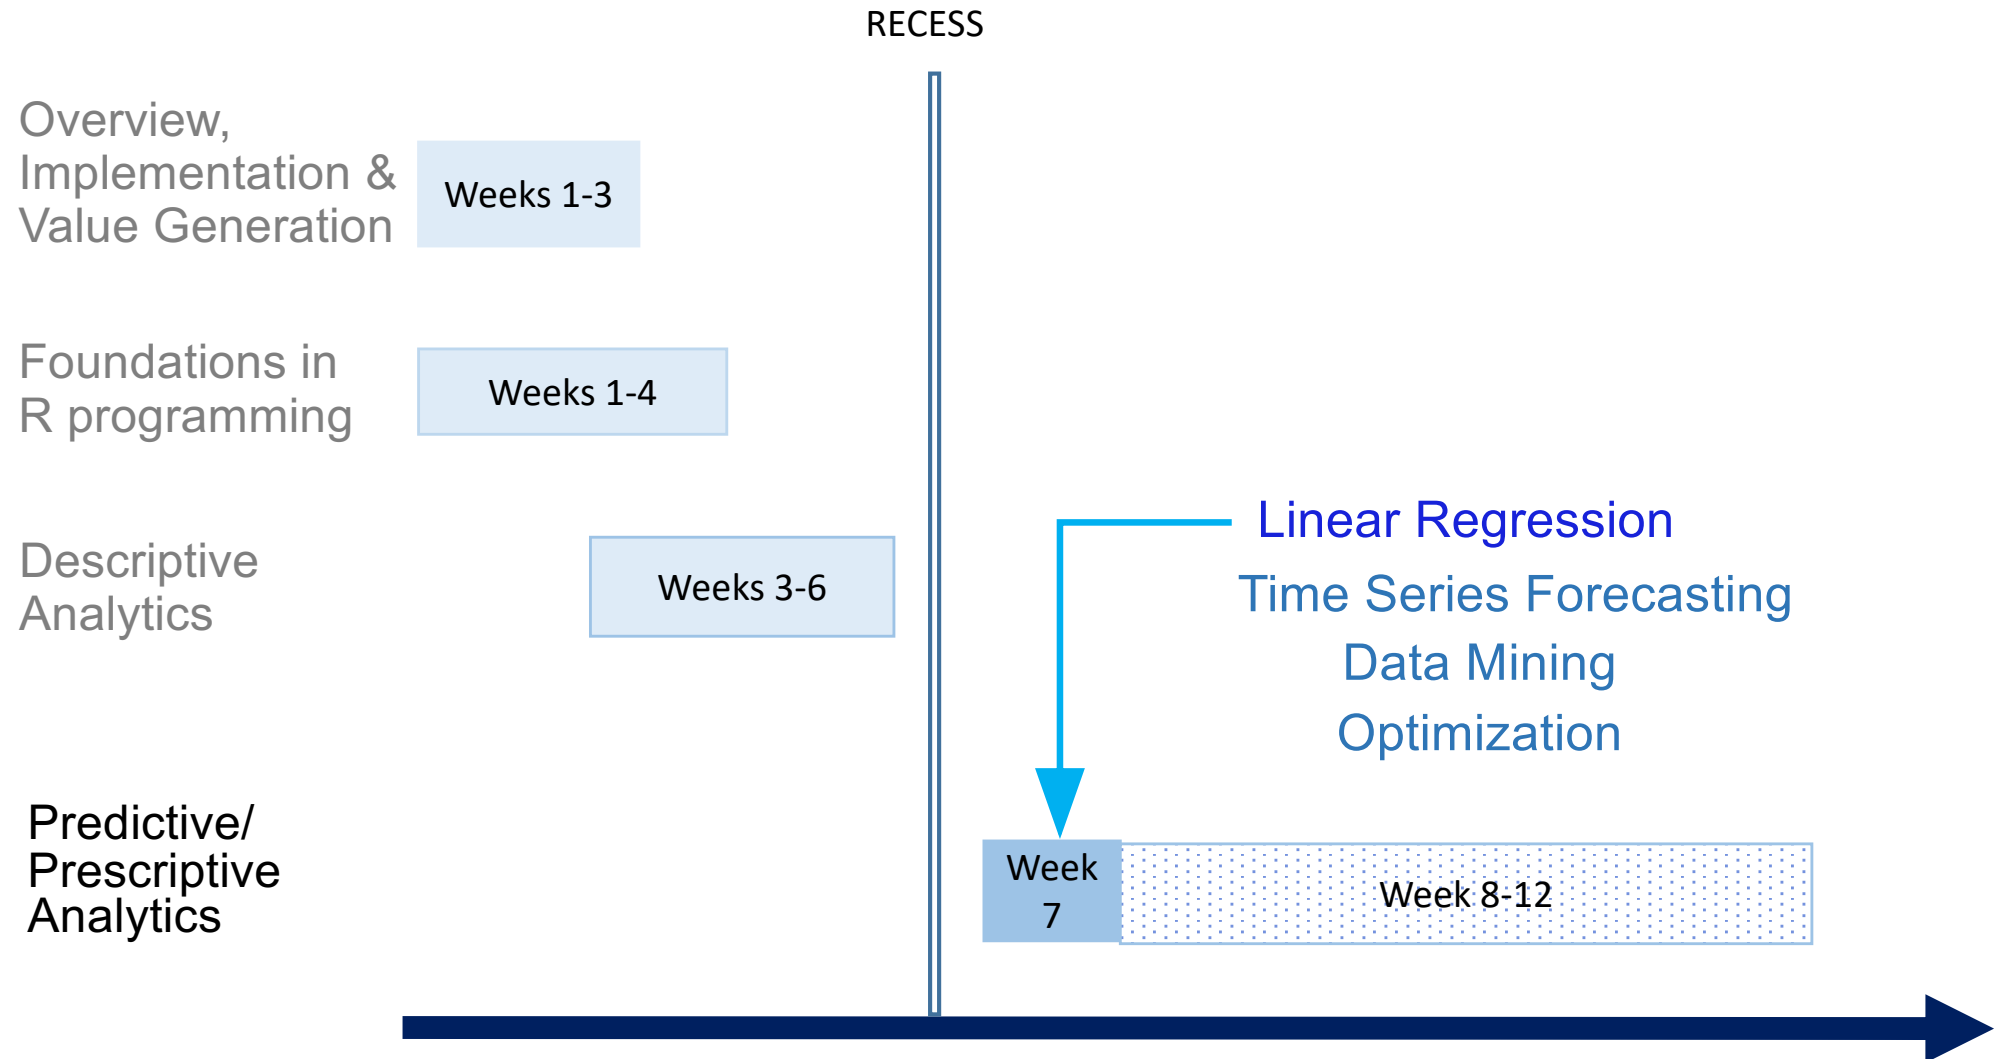 RECESS
Overview,
Implementation &
Value Generation
Weeks 1-3
Foundations in
R programming
Weeks 1-4
Descriptive
Analytics
Weeks 3-6
Linear Regression
Time Series Forecasting
Data Mining
Optimization
Predictive/
Prescriptive
Analytics
Week
7
Week 8-12